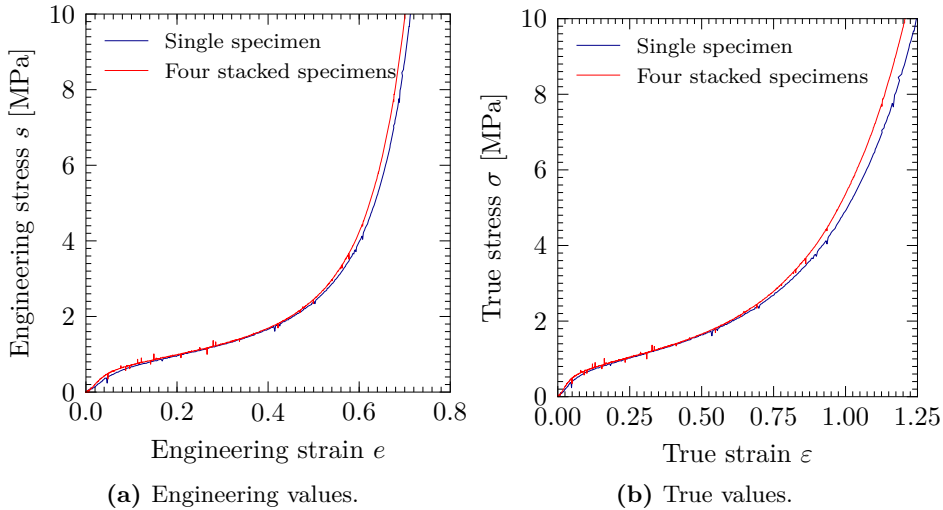 Engineering stress s [MPa]
10
8
6
4
2
0
Single specimen
Four stacked specimens
0.0 0.2 0.4 0.6 0.8
Engineering strain e
(a) Engineering values.
True stress σ [MPa]
10
8
6
4
2
0
Single specimen
Four stacked specimens
0.00 0.25 0.50 0.75 1.00 1.25
True strain ε
(b) True values.